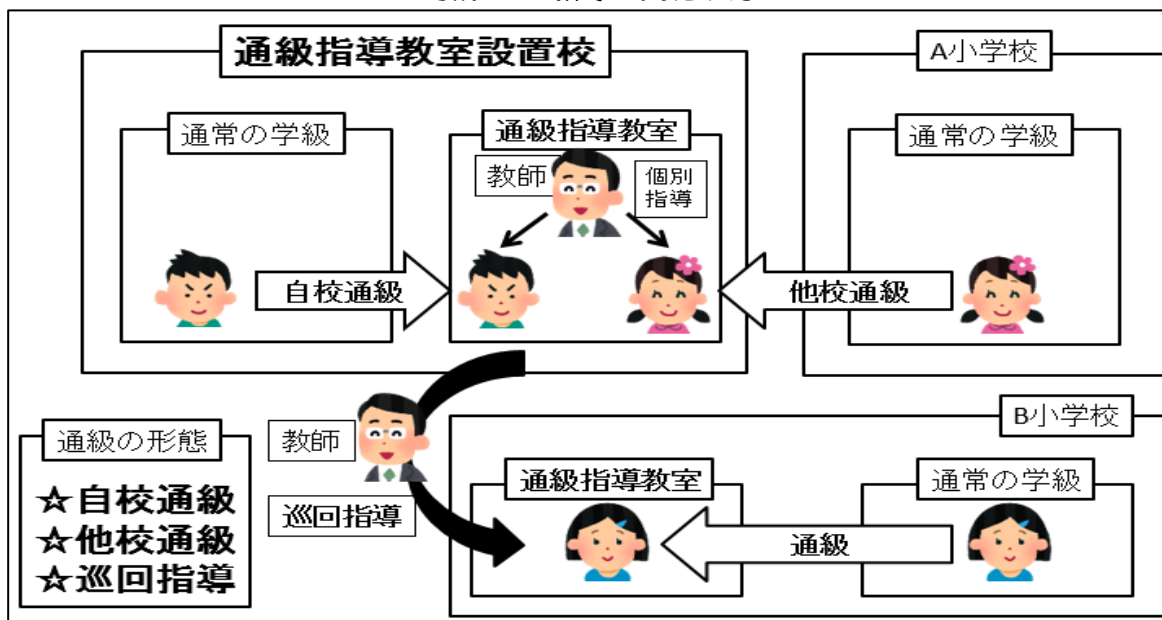 通級指導教室設置校
A小学校
通常の学級
通級指導教室
通常の学級
教師
個別
指導
自校通級
他校通級
B小学校
通級の形態
☆自校通級
☆他校通級
☆巡回指導
教師
巡回指導
通級指導教室
通常の学級
通級